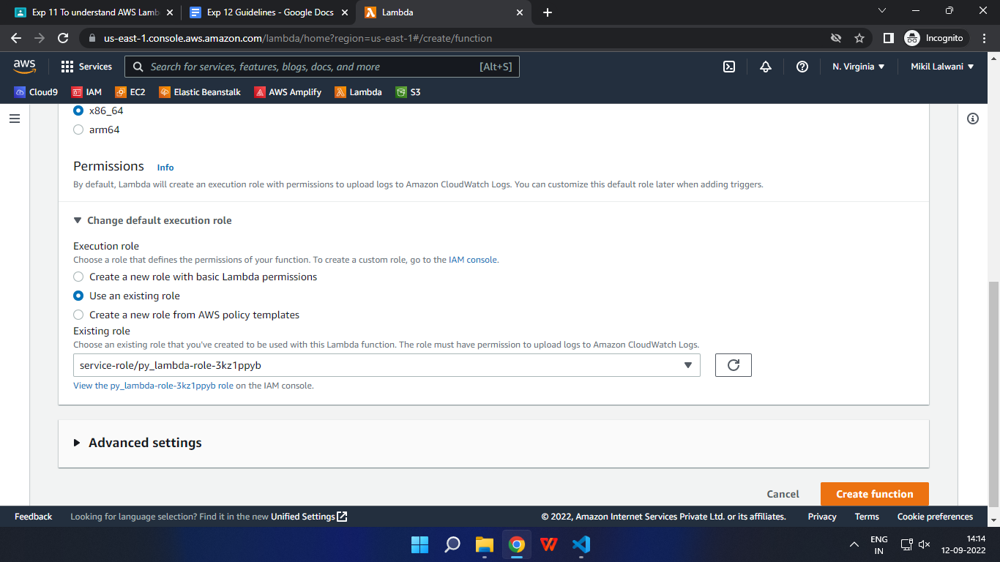 Exp 11 To understand AWS Lamb
Exp 12 Guidelines - Google Docs
Lambda
us-east-1.console.aws.amazon.com/lambda/home?region=us-east-1#/create/function
Incognito
aws
Services
Search for services, features, blogs, docs, and more
[Alt+S]
N. Virginia
Mikil Lalwani
Cloud9
IAM
EC2
Elastic Beanstalk
AWS Amplify
Lambda
S3
x86_64
arm64
Permissions Info
By default, Lambda will create an execution role with permissions to upload logs to Amazon CloudWatch Logs. You can customize this default role later when adding triggers.
Change default execution role
Execution role
Choose a role that defines the permissions of your function. To create a custom role, go to the IAM console.
Create a new role with basic Lambda permissions
Use an existing role
Create a new role from AWS policy templates
Existing role
Choose an existing role that you've created to be used with this Lambda function. The role must have permission to upload logs to Amazon CloudWatch Logs.
service-role/py_lambda-role-3kz1ppyb
View the py_lambda-role-3kz1ppyb role on the IAM console.
Advanced settings
Cancel
Create function
Feedback
Looking for language selection? Find it in the new Unified Settings
© 2022, Amazon Internet Services Private Ltd. or its affiliates.
Privacy
Terms
Cookie preferences
ENG
IN
14:14
12-09-2022